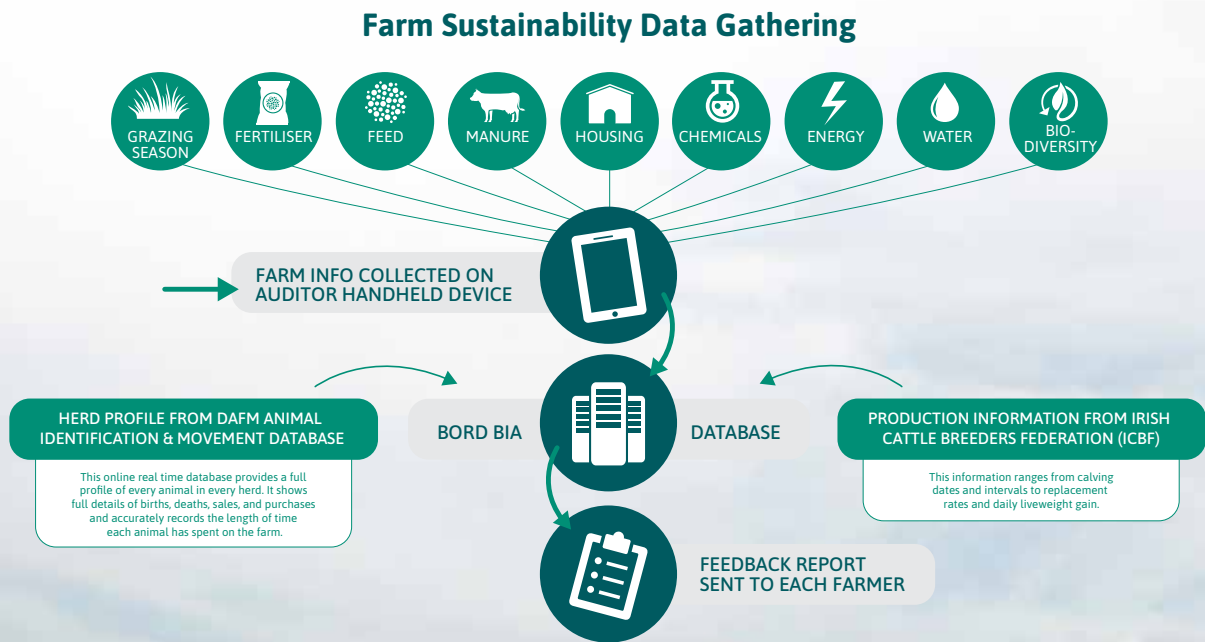 Farm Sustainability Data Gathering
GRAZING
SEASON
FERTILISER
FEED
MANURE
HOUSING
CHEMICALS
ENERGY
WATER
BIO-
DIVERSITY
FARM INFO COLLECTED ON
AUDITOR HANDHELD DEVICE
HERD PROFILE FROM DAFM ANIMAL
IDENTIFICATION & MOVEMENT DATABASE
This online real time database provides a full
profile of every animal in every herd. It shows
full details of births, deaths, sales, and purchases
and accurately records the length of time
each animal has spent on the farm.
BORD BIA
DATABASE
PRODUCTION INFORMATION FROM IRISH
CATTLE BREEDERS FEDERATION (ICBF)
This information ranges from calving
dates and intervals to replacement
rates and daily liveweight gain.
FEEDBACK REPORT
SENT TO EACH FARMER